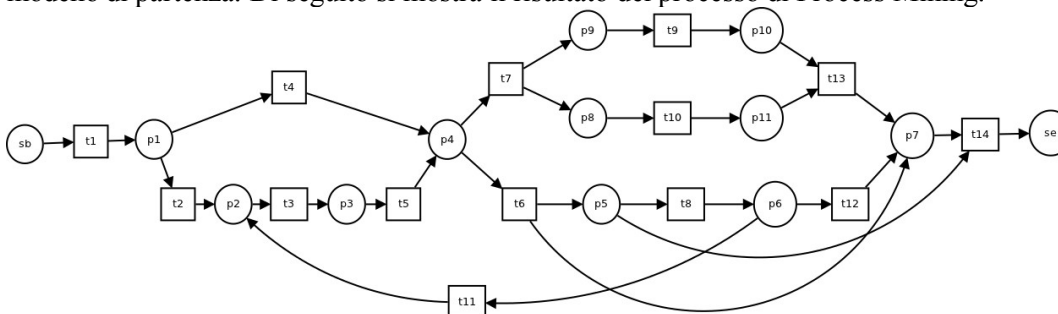 modello di partenza. Di seguito si mostra il risultato del processo di Process Mining.
p9 t9 p10
t7 t13
t4
p8 t10 p11
sb t1 p1 p4 p7 t14 se
t2 p2 t3 p3 t5 t6 p5 t8 p6 t12
t11